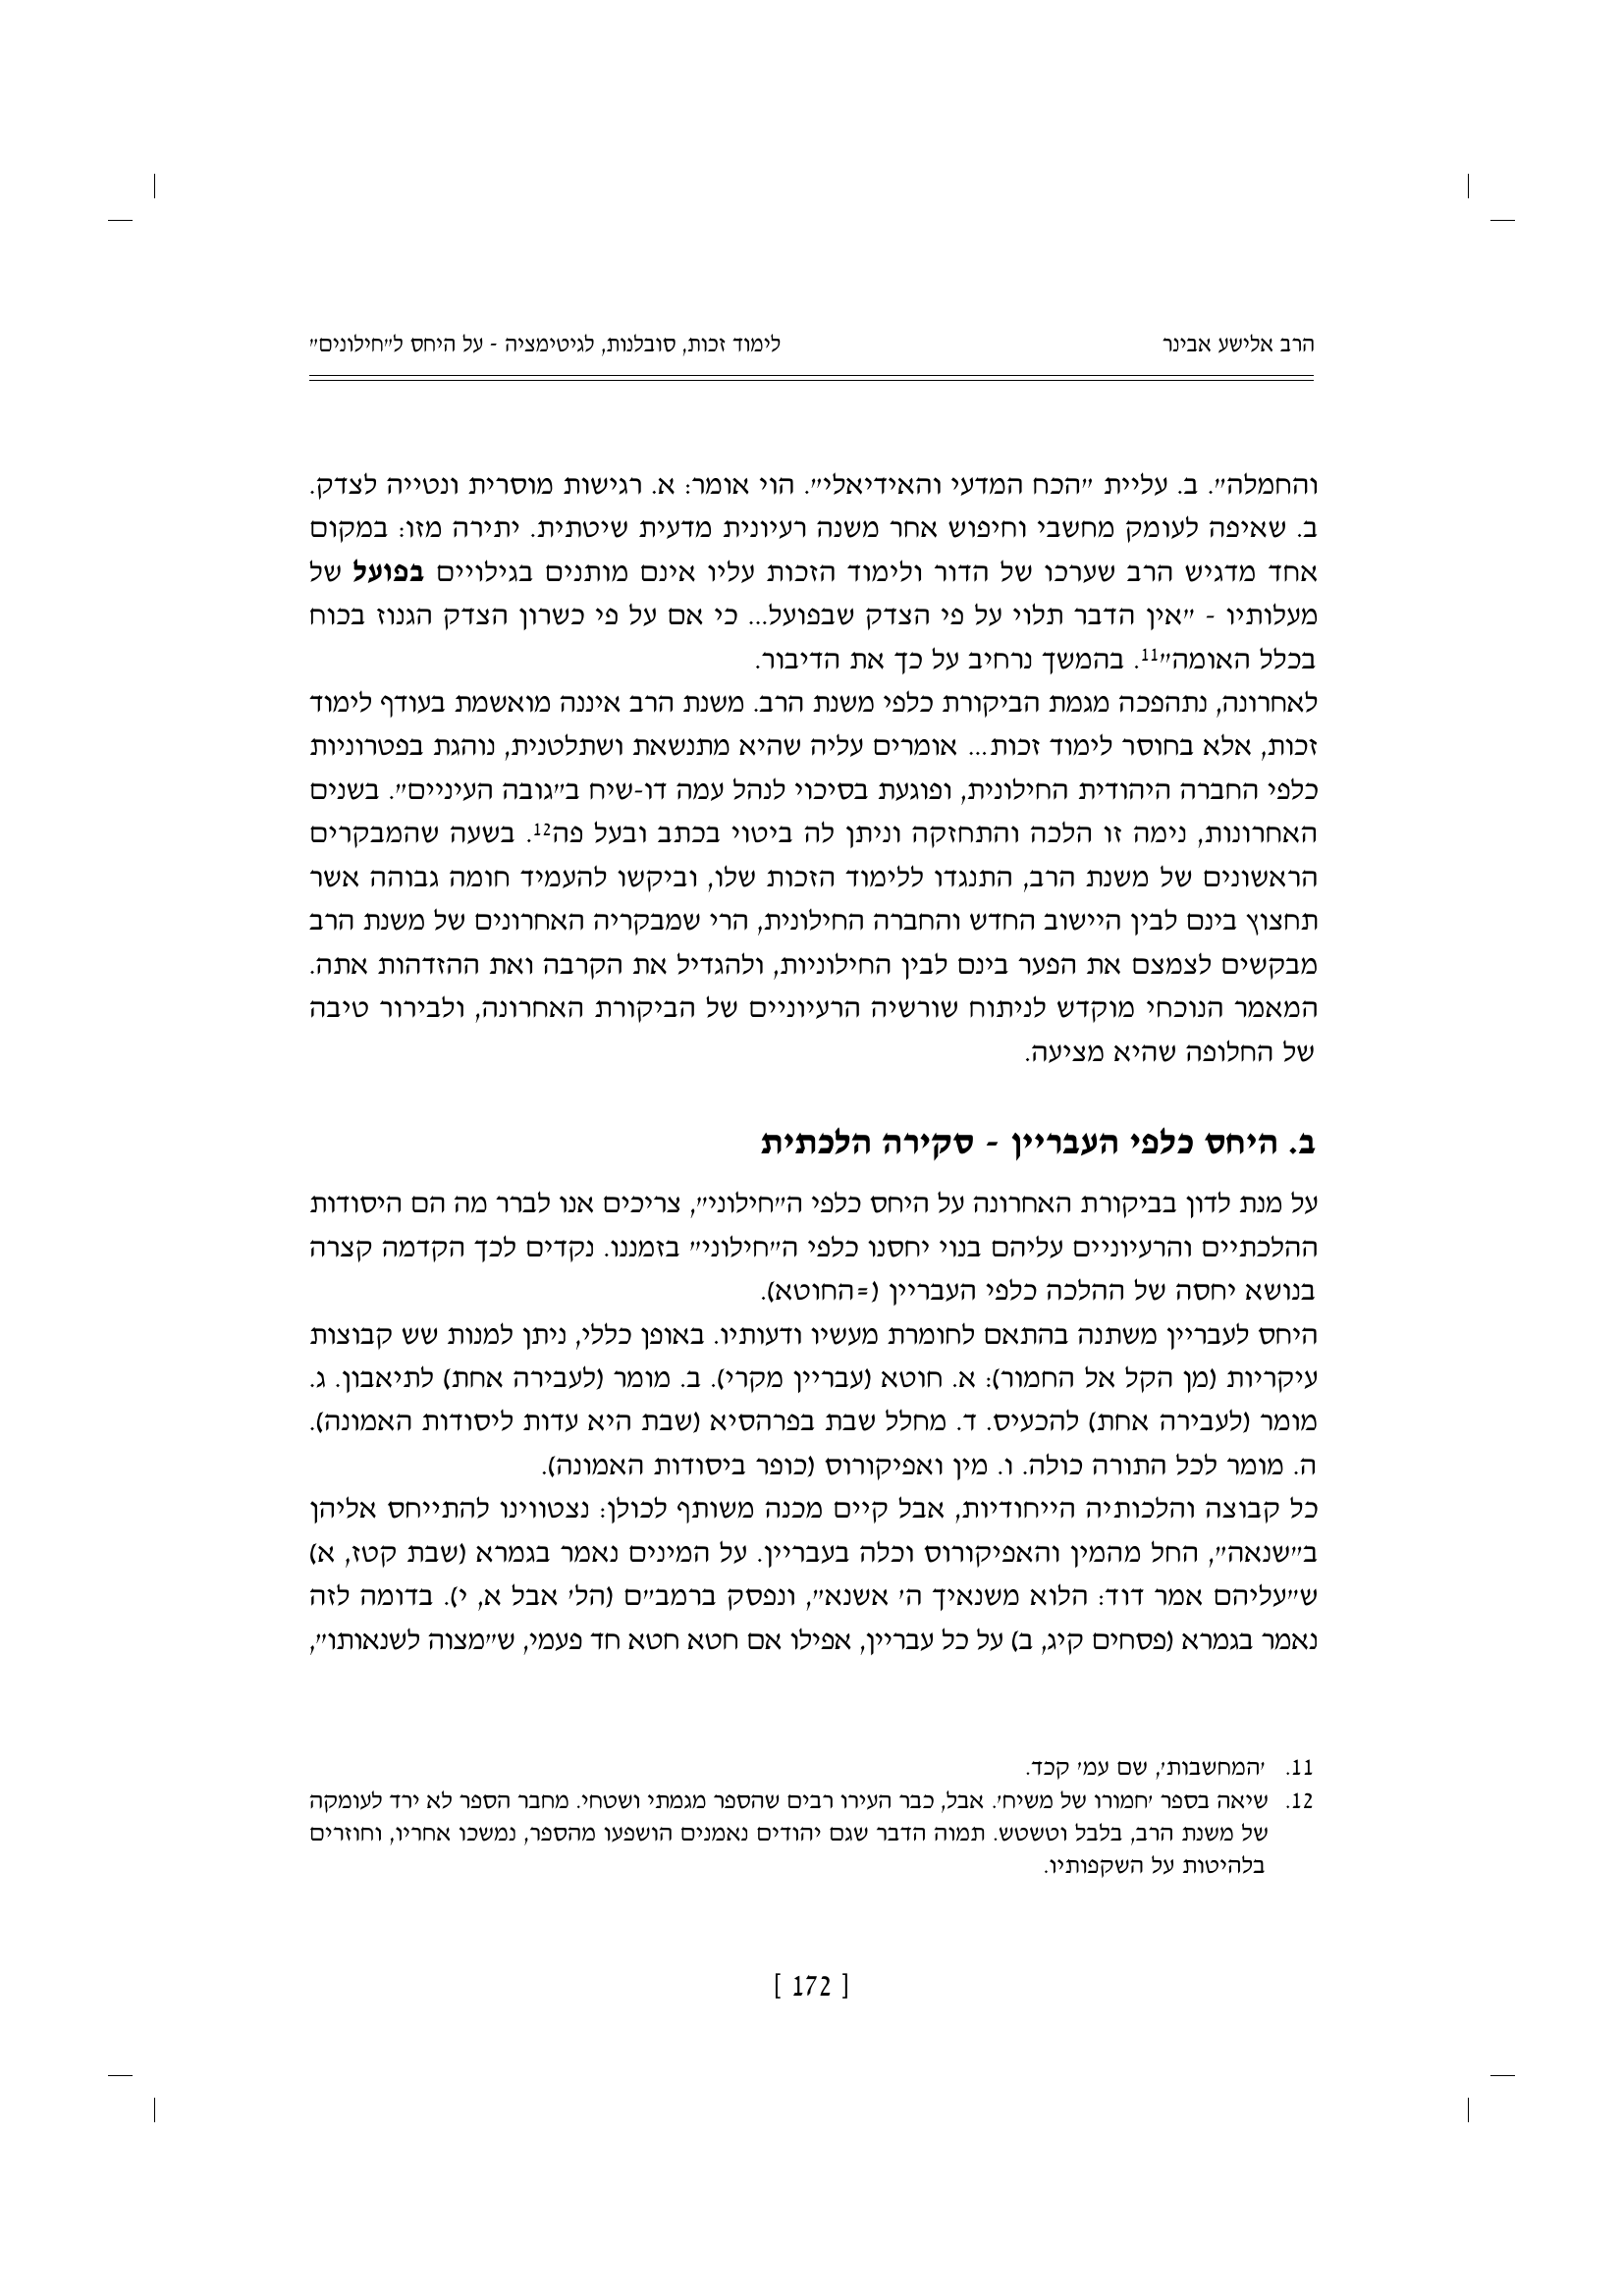 הרב אלישע אבינר לימוד זכות, סובלנות, לגיטימציה - על היחס ל"חילונים"
והחמלה". ב. עליית "הכח המדעי והאידיאלי". הוי אומר: א. רגישות מוסרית ונטייה לצדק.
ב. שאיפה לעומק מחשבי וחיפוש אחר משנה רעיונית מדעית שיטתית. יתירה מזו: במקום
אחד מדגיש הרב שערכו של הדור ולימוד הזכות עליו אינם מותנים בגילויים בפועל של
מעלותיו - "אין הדבר תלוי על פי הצדק שבפועל... כי אם על פי כשרון הצדק הגנוז בכוח
בכלל האומה"11. בהמשך נרחיב על כך את הדיבור.
לאחרונה, נתהפכה מגמת הביקורת כלפי משנת הרב. משנת הרב איננה מואשמת בעודף לימוד
זכות, אלא בחוסר לימוד זכות... אומרים עליה שהיא מתנשאת ושתלטנית, נוהגת בפטרוניות
כלפי החברה היהודית החילונית, ופוגעת בסיכוי לנהל עמה דו-שיח ב"גובה העיניים". בשנים
האחרונות, נימה זו הלכה והתחזקה וניתן לה ביטוי בכתב ובעל פה12. בשעה שהמבקרים
הראשונים של משנת הרב, התנגדו ללימוד הזכות שלו, וביקשו להעמיד חומה גבוהה אשר
תחצוץ בינם לבין היישוב החדש והחברה החילונית, הרי שמבקריה האחרונים של משנת הרב
מבקשים לצמצם את הפער בינם לבין החילוניות, ולהגדיל את הקרבה ואת ההזדהות אתה.
המאמר הנוכחי מוקדש לניתוח שורשיה הרעיוניים של הביקורת האחרונה, ולבירור טיבה
של החלופה שהיא מציעה.
ב. היחס כלפי העבריין - סקירה הלכתית
על מנת לדון בביקורת האחרונה על היחס כלפי ה"חילוני", צריכים אנו לברר מה הם היסודות
ההלכתיים והרעיוניים עליהם בנוי יחסנו כלפי ה"חילוני" בזמננו. נקדים לכך הקדמה קצרה
בנושא יחסה של ההלכה כלפי העבריין (=החוטא).
היחס לעבריין משתנה בהתאם לחומרת מעשיו ודעותיו. באופן כללי, ניתן למנות שש קבוצות
עיקריות (מן הקל אל החמור): א. חוטא (עבריין מקרי). ב. מומר (לעבירה אחת) לתיאבון. ג.
מומר (לעבירה אחת) להכעיס. ד. מחלל שבת בפרהסיא (שבת היא עדות ליסודות האמונה).
ה. מומר לכל התורה כולה. ו. מין ואפיקורוס (כופר ביסודות האמונה).
כל קבוצה והלכותיה הייחודיות, אבל קיים מכנה משותף לכולן: נצטווינו להתייחס אליהן
ב"שנאה", החל מהמין והאפיקורוס וכלה בעבריין. על המינים נאמר בגמרא (שבת קטז, א)
ש"עליהם אמר דוד: הלוא משנאיך ה' אשנא", ונפסק ברמב"ם (הל' אבל א, י). בדומה לזה
נאמר בגמרא (פסחים קיג, ב) על כל עבריין, אפילו אם חטא חטא חד פעמי, ש"מצוה לשנאותו",
11. 'המחשבות', שם עמ' קכד.
12. שיאה בספר 'חמורו של משיח'. אבל, כבר העירו רבים שהספר מגמתי ושטחי. מחבר הספר לא ירד לעומקה
של משנת הרב, בלבל וטשטש. תמוה הדבר שגם יהודים נאמנים הושפעו מהספר, נמשכו אחריו, וחוזרים
בלהיטות על השקפותיו.
[ 172 ]